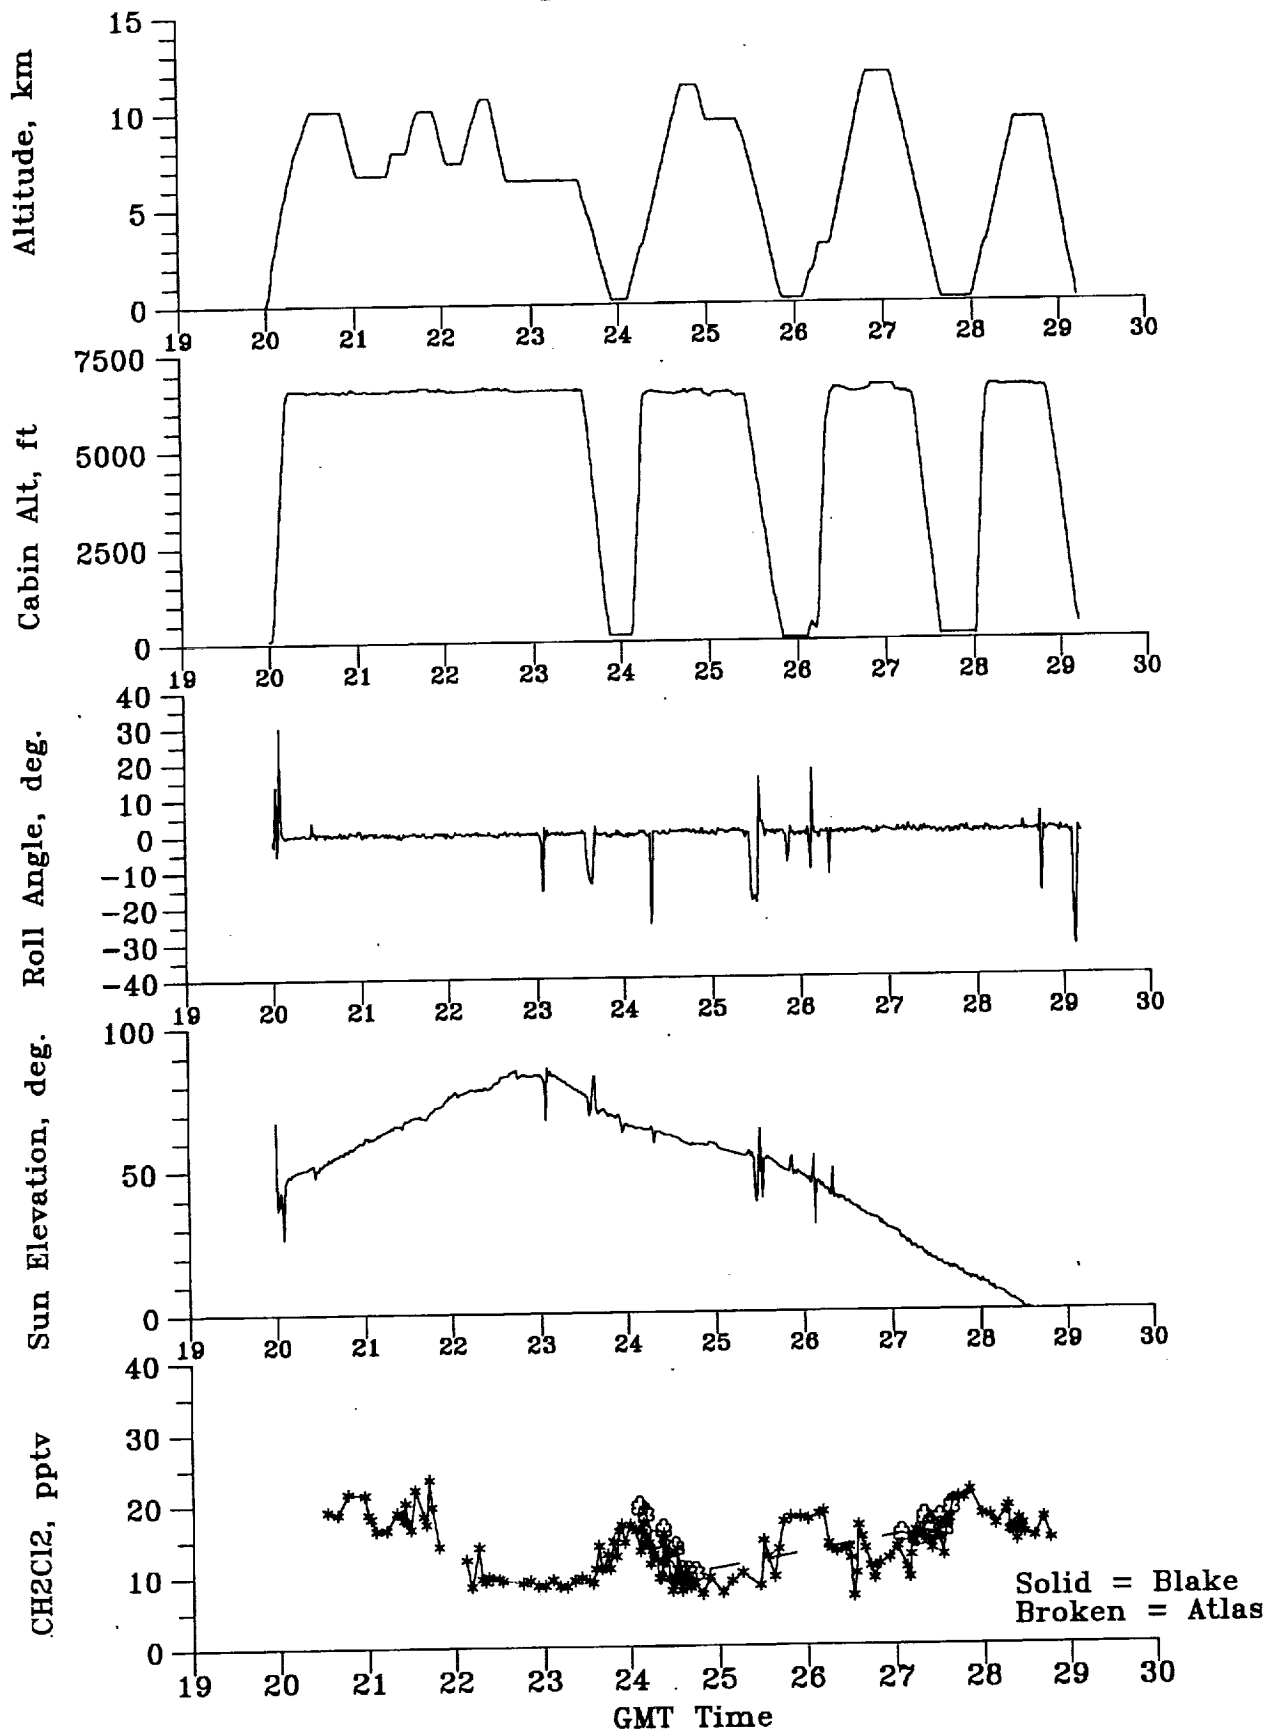 15
10
5
0
Altitude, km
19 20 21 22 23 24 25 26 27 28 29 30
7500
5000
2500
0
Cabin Alt, ft
19 20 21 22 23 24 25 26 27 28 29 30
40
30
20
10
0
-10
-20
-30
-40
Roll Angle, deg.
19 20 21 22 23 24 25 26 27 28 29 30
100
50
0
Sun Elevation, deg.
19 20 21 22 23 24 25 26 27 28 29 30
40
30
20
10
0
CH2Cl2, pptv
Solid = Blake
Broken = Atlas
19 20 21 22 23 24 25 26 27 28 29 30
GMT Time